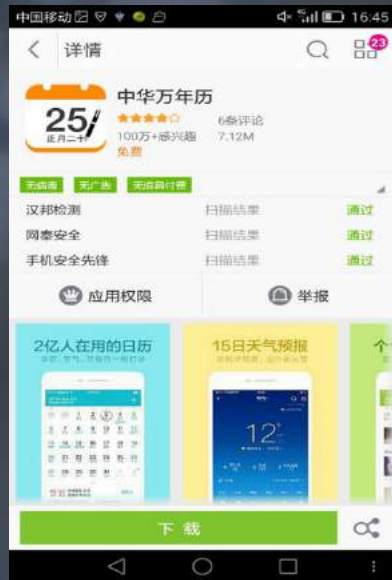 中国移动 16:45
详情 23
25
正月二十
中华万年历
6条评论
100万+感兴趣 7.12M
免费
无病毒 无广告
汉邦检测 扫描结果 通过
网秦安全 扫描结果 通过
手机安全先锋 扫描结果 通过
应用权限 举报
2亿人在用的日历 15日天气预报 个
12°
下载